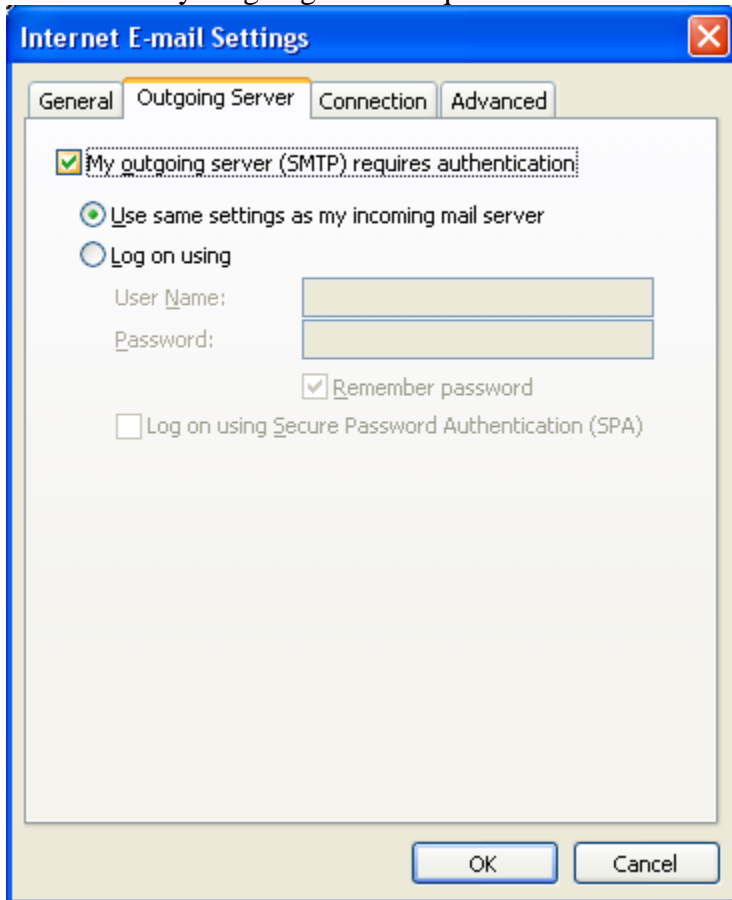 Internet E-mail Settings
General Outgoing Server Connection Advanced
My outgoing server (SMTP) requires authentication
Use same settings as my incoming mail server
Log on using
User Name:
Password:
Remember password
Log on using Secure Password Authentication (SPA)
OK Cancel